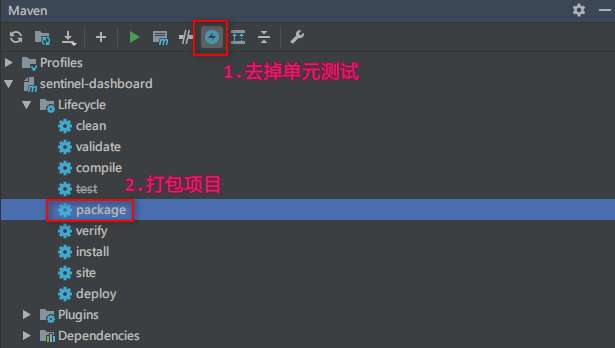 Maven
1.去掉单元测试
Profiles
sentinel-dashboard
Lifecycle
clean
validate
compile
test
2.打包项目
package
verify
install
site
deploy
Plugins
Dependencies